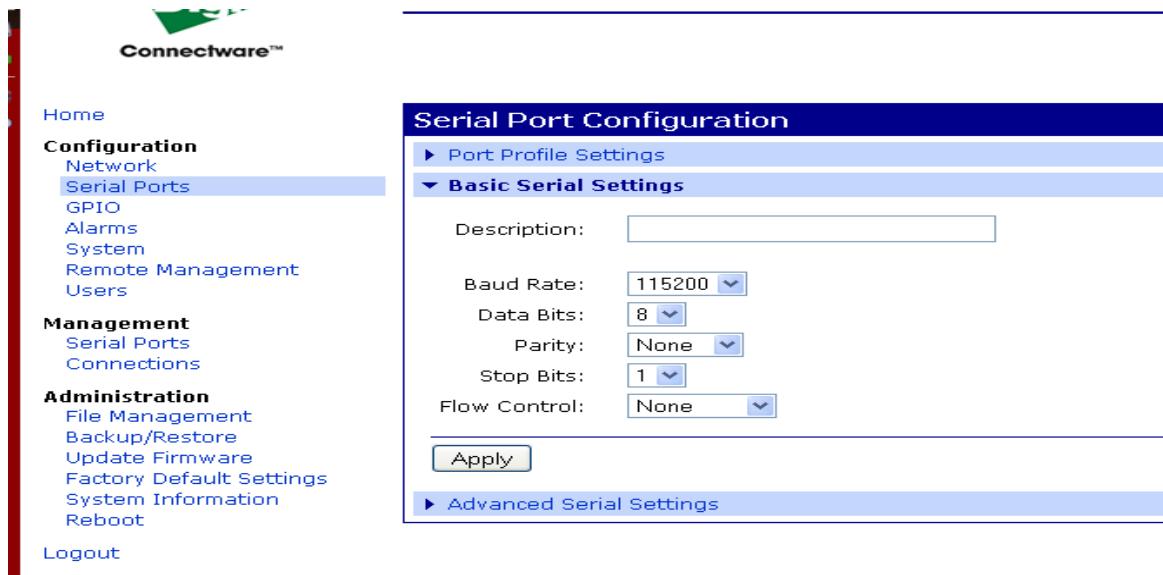 Connectware™
Home
Configuration
Network
Serial Ports
GPIO
Alarms
System
Remote Management
Users
Management
Serial Ports
Connections
Administration
File Management
Backup/Restore
Update Firmware
Factory Default Settings
System Information
Reboot
Logout
Serial Port Configuration
Port Profile Settings
Basic Serial Settings
Description:
Baud Rate: 115200
Data Bits: 8
Parity: None
Stop Bits: 1
Flow Control: None
Apply
Advanced Serial Settings